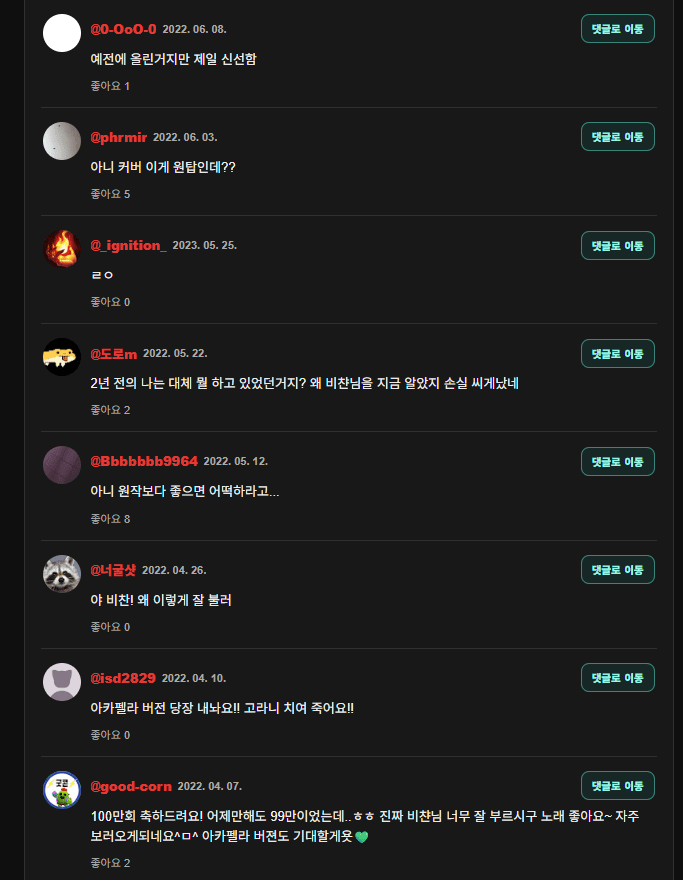 @0-OoO-0 2022. 06. 08. 댓글로 이동
예전에 올린거지만 제일 신선함
좋아요 1
@phrmir 2022. 06. 03. 댓글로 이동
아니 커버 이게 원탑인데??
좋아요 5
@_ignition_ 2023. 05. 25. 댓글로 이동
ㄹㅇ
좋아요 0
@도로m 2022. 05. 22. 댓글로 이동
2년 전의 나는 대체 뭘 하고 있었던거지? 왜 비챤님을 지금 알았지 손실 씨게났네
좋아요 2
@Bbbbbbb9964 2022. 05. 12. 댓글로 이동
아니 원작보다 좋으면 어떡하라고...
좋아요 8
@너굴샷 2022. 04. 26. 댓글로 이동
야 비찬! 왜 이렇게 잘 불러
좋아요 0
@isd2829 2022. 04. 10. 댓글로 이동
아카펠라 버전 당장 내놔요!! 고라니 치여 죽어요!!
좋아요 0
@good-corn 2022. 04. 07. 댓글로 이동
100만회 축하드려요! 어제만해도 99만이었는데..ㅎㅎ 진짜 비챤님 너무 잘 부르시구 노래 좋아요~ 자주
보러오게되네요^ㅁ^ 아카펠라 버젼도 기대할게욧💚
좋아요 2